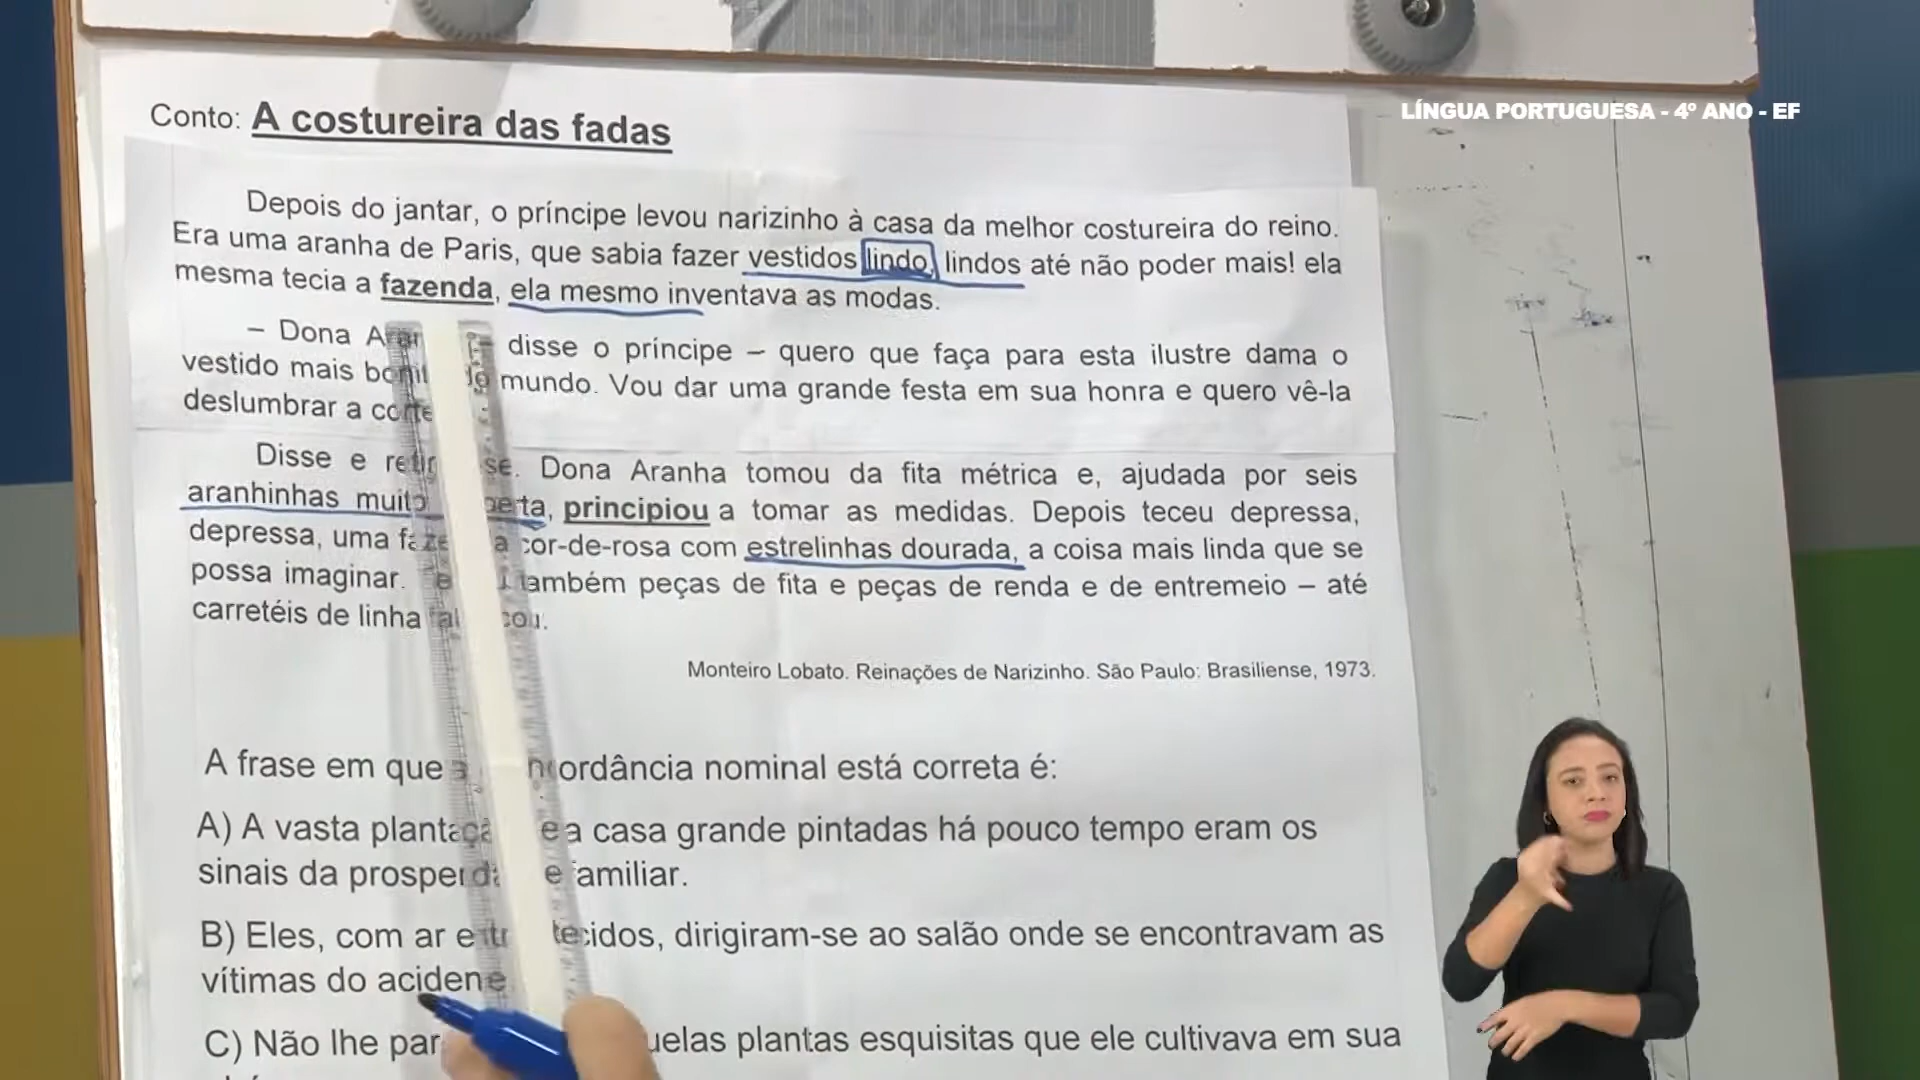 LÍNGUA PORTUGUESA - 4º ANO - EF
Conto: A costureira das fadas
Depois do jantar, o príncipe levou narizinho à casa da melhor costureira do reino.
Era uma aranha de Paris, que sabia fazer vestidos lindo, lindos até não poder mais! ela
mesma tecia a fazenda, ela mesmo inventava as modas.
– Dona disse o príncipe – quero que faça para esta ilustre dama o
vestido mais mundo. Vou dar uma grande festa em sua honra e quero vê-la
deslumbrar a corte
Disse e Dona Aranha tomou da fita métrica e, ajudada por seis
aranhinhas muito principiou a tomar as medidas. Depois teceu depressa,
depressa, uma cor-de-rosa com estrelinhas dourada, a coisa mais linda que se
possa imaginar. também peças de fita e peças de renda e de entremeio – até
carretéis de linha
Monteiro Lobato. Reinações de Narizinho. São Paulo: Brasiliense, 1973.
A frase em que a concordância nominal está correta é:
A) A vasta e a casa grande pintadas há pouco tempo eram os
sinais da familiar.
B) Eles, com ar dirigiram-se ao salão onde se encontravam as
vítimas do acidene
C) Não lhe plantas esquisitas que ele cultivava em sua